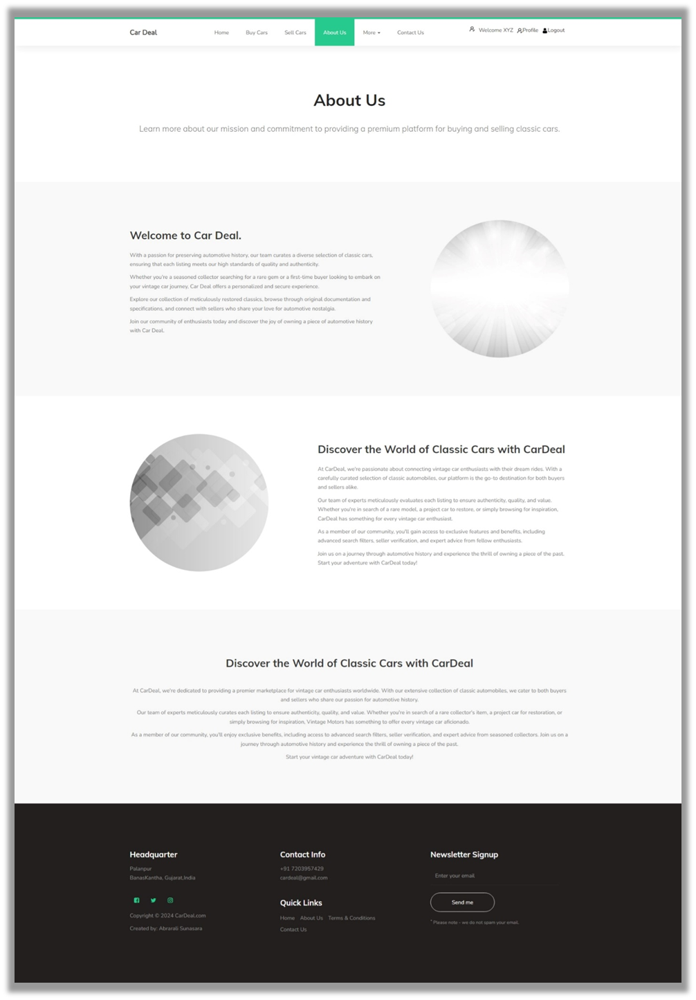 Car Deal
Home Buy Cars Sell Cars About Us More Contact Us
Welcome XYZ Profile Logout
About Us
Learn more about our mission and commitment to providing a premium platform for buying and selling classic cars.
Welcome to Car Deal.
With a passion for preserving automotive history, our team curates a diverse selection of classic cars,
ensuring that each listing meets our high standards of quality and authenticity.
Whether you're a seasoned collector searching for a rare gem or a first-time buyer looking to embark on
your vintage car journey, Car Deal offers a personalized and secure experience.
Explore our collection of meticulously restored classics, browse through original documentation and
specifications, and connect with sellers who share your love for automotive nostalgia.
Join our community of enthusiasts today and discover the joy of owning a piece of automotive history
with Car Deal.
Discover the World of Classic Cars with CarDeal
At CarDeal, we're passionate about connecting vintage car enthusiasts with their dream rides. With a
carefully curated selection of classic automobiles, our platform is the go-to destination for both buyers
and sellers alike.
Our team of experts meticulously evaluates each listing to ensure authenticity, quality, and value.
Whether you're in search of a rare model, a project car to restore, or simply browsing for inspiration,
CarDeal has something for every vintage car enthusiast.
As a member of our community, you'll gain access to exclusive features and benefits, including
advanced search filters, seller verification, and expert advice from fellow enthusiasts.
Join us on a journey through automotive history and experience the thrill of owning a piece of the past.
Start your adventure with CarDeal today!
Discover the World of Classic Cars with CarDeal
At CarDeal, we're dedicated to providing a premier marketplace for vintage car enthusiasts worldwide. With our extensive collection of classic automobiles, we cater to both buyers
and sellers who share our passion for automotive history.
Our team of experts meticulously curates each listing to ensure authenticity, quality, and value. Whether you're in search of a rare collector's item, a project car for restoration, or
simply browsing for inspiration, Vintage Motors has something to offer every vintage car aficionado.
As a member of our community, you'll enjoy exclusive benefits, including access to advanced search filters, seller verification, and expert advice from seasoned collectors. Join us on a
journey through automotive history and experience the thrill of owning a piece of the past.
Start your vintage car adventure with CarDeal today!
Headquarter
Palanpur
BanasKantha, Gujarat,India
Copyright © 2024 CarDeal.com
Created by: Abrarali Sunasara
Contact Info
+91 7203957429
cardeal@gmail.com
Quick Links
Home About Us Terms & Conditions
Contact Us
Newsletter Signup
Enter your email
Send me
* Please note - we do not spam your email.